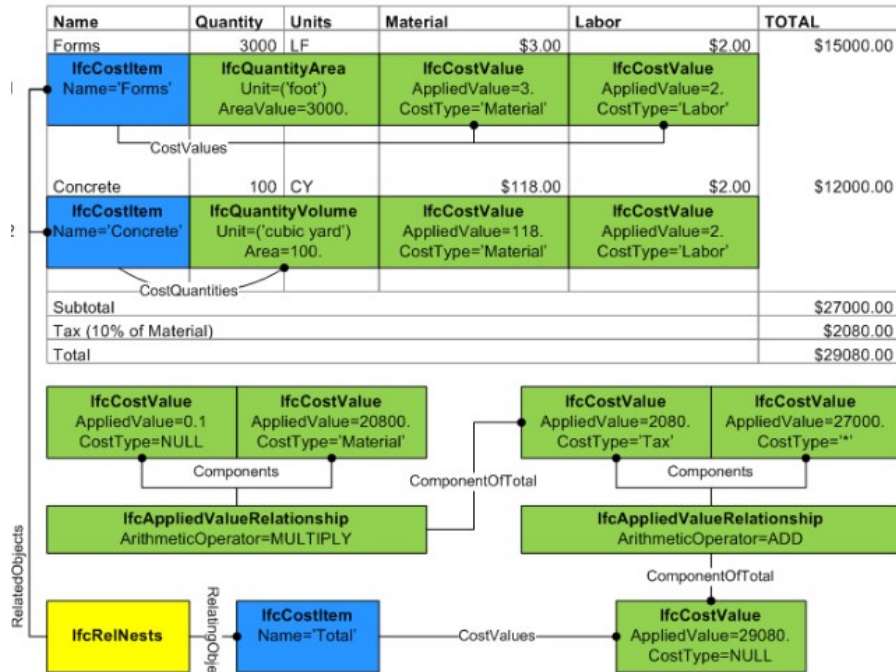 Name Quantity Units Material Labor TOTAL
Forms 3000 LF $3.00 $2.00 $15000.00
IfcCostItem IfcQuantityArea IfcCostValue IfcCostValue
Name='Forms' Unit=('foot') AppliedValue=3. AppliedValue=2.
AreaValue=3000. CostType='Material' CostType='Labor'
CostValues
Concrete 100 CY $118.00 $2.00 $12000.00
IfcCostItem IfcQuantityVolume IfcCostValue IfcCostValue
Name='Concrete' Unit=('cubic yard') AppliedValue=118. AppliedValue=2.
Area=100. CostType='Material' CostType='Labor'
CostQuantities
Subtotal $27000.00
Tax (10% of Material) $2080.00
Total $29080.00
IfcCostValue IfcCostValue IfcCostValue IfcCostValue
AppliedValue=0.1 AppliedValue=20800. AppliedValue=2080. AppliedValue=27000.
CostType=NULL CostType='Material' CostType='Tax' CostType='*'
Components Components
ComponentOfTotal
IfcAppliedValueRelationship IfcAppliedValueRelationship
ArithmeticOperator=MULTIPLY ArithmeticOperator=ADD
ComponentOfTotal
RelatedObjects
IfcRelNests
RelatingObje
IfcCostItem
Name='Total'
CostValues
IfcCostValue
AppliedValue=29080.
CostType=NULL